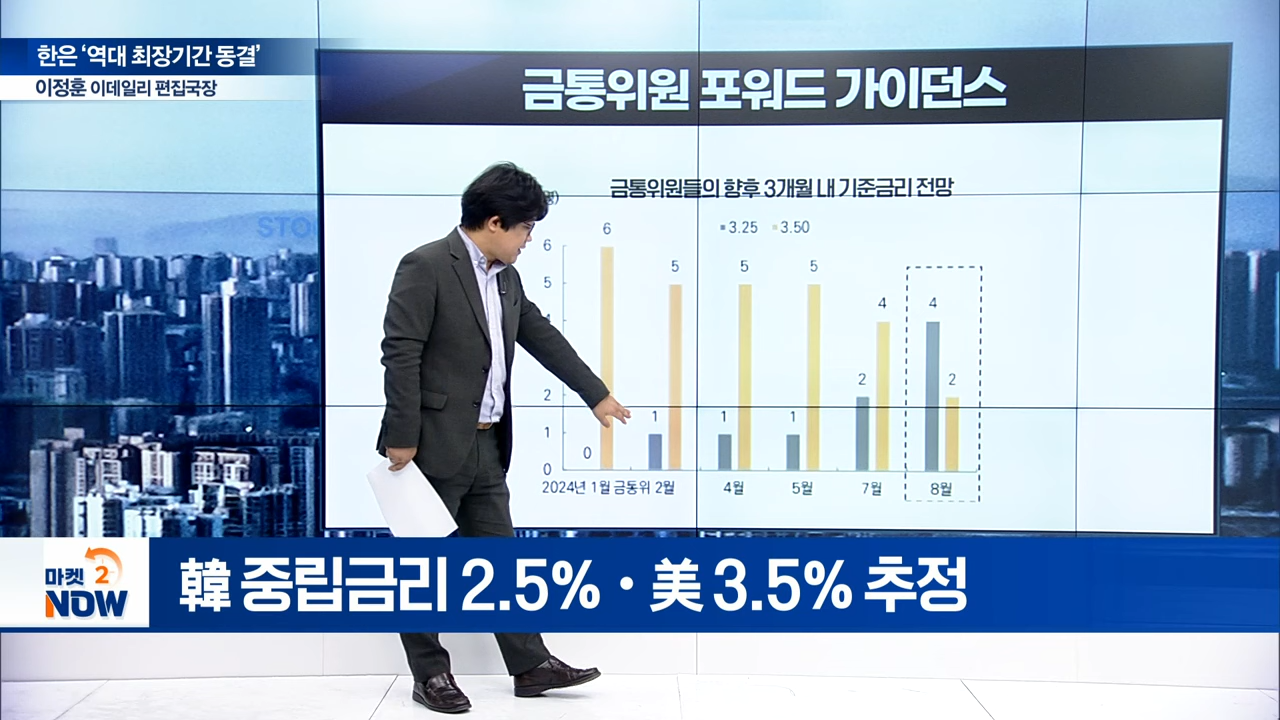 한은 '역대 최장기간 동결'
이정훈 이데일리 편집국장
금통위원 포워드 가이던스
금통위원들의 향후 3개월 내 기준금리 전망
3.25 3.50
6
5
2
1
0
6
0
5
1
5
1
5
1
4
2
4
2
2024년 1월 금통위 2월 4월 5월 7월 8월
마켓 2
NOW
韓 중립금리 2.5%·美 3.5% 추정